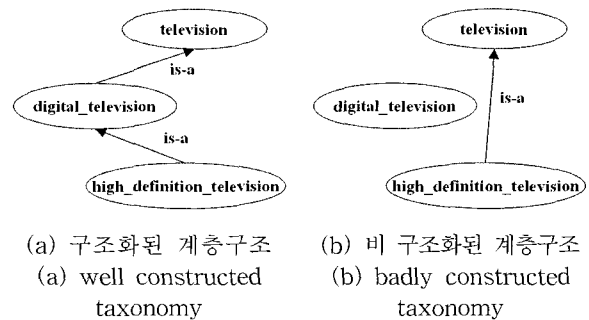 television
is-a
digital_television
is-a
high_definition_television
television
is-a
digital_television
high_definition_television
(a) 구조화된 계층구조
(a) well constructed
taxonomy
(b) 비 구조화된 계층구조
(b) badly constructed
taxonomy